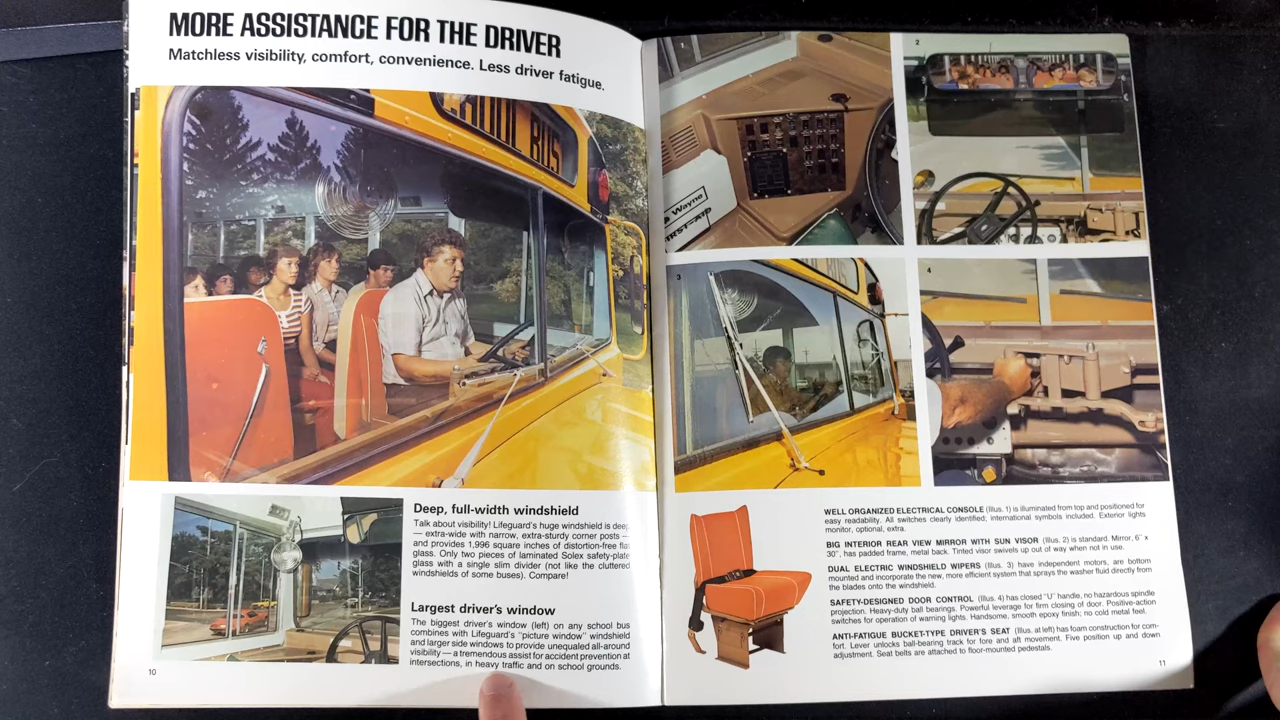 MORE ASSISTANCE FOR THE DRIVER
Matchless visibility, comfort, convenience. Less driver fatigue.
BUS
Deep, full-width windshield
Talk about visibility! Lifeguard's huge windshield is deep
— extra-wide with narrow, extra-sturdy corner posts —
and provides 1,996 square inches of distortion-free flat
glass. Only two pieces of laminated Solex safety-plate
glass with a single slim divider (not like the cluttered
windshields of some buses). Compare!
Largest driver's window
The biggest driver's window (left) on any school bus
combines with Lifeguard's "picture window" windshield
and larger side windows to provide unequaled all-around
visibility — a tremendous assist for accident prevention at
intersections, in heavy traffic and on school grounds.
10
1
Wayne
FIRST-AID
2
3
4
WELL ORGANIZED ELECTRICAL CONSOLE (Illus. 1) is illuminated from top and positioned for
easy readability. All switches clearly identified; international symbols included. Exterior lights
monitor, optional, extra.
BIG INTERIOR REAR VIEW MIRROR WITH SUN VISOR (Illus. 2) is standard. Mirror, 6" x
30", has padded frame, metal back. Tinted visor swivels up out of way when not in use.
DUAL ELECTRIC WINDSHIELD WIPERS (Illus. 3) have independent motors, are bottom
mounted and incorporate the new, more efficient system that sprays the washer fluid directly from
the blades onto the windshield.
SAFETY-DESIGNED DOOR CONTROL (Illus. 4) has closed "U" handle, no hazardous spindle
projection. Heavy-duty ball bearings. Powerful leverage for firm closing of door. Positive-action
switches for operation of warning lights. Handsome, smooth epoxy finish; no cold metal feel.
ANTI-FATIGUE BUCKET-TYPE DRIVER'S SEAT (Illus. at left) has foam construction for com-
fort. Lever unlocks ball-bearing track for fore and aft movement. Five position up and down
adjustment. Seat belts are attached to floor-mounted pedestals.
11